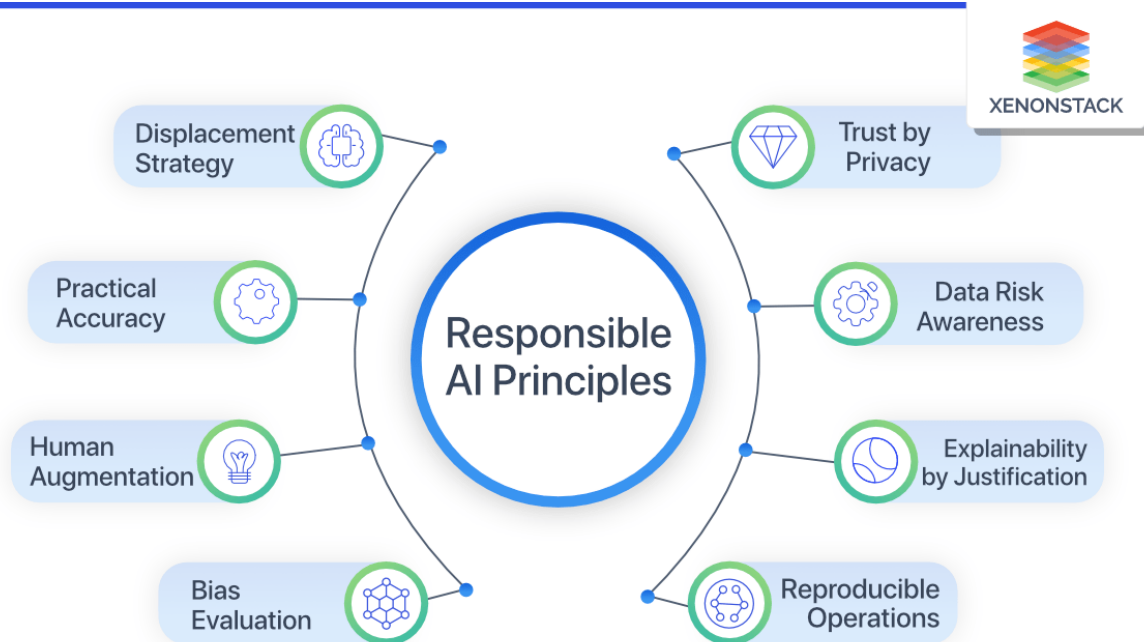 XENONSTACK
Displacement
Strategy
Trust by
Privacy
Practical
Accuracy
Data Risk
Awareness
Responsible
AI Principles
Human
Augmentation
Explainability
by Justification
Bias
Evaluation
Reproducible
Operations